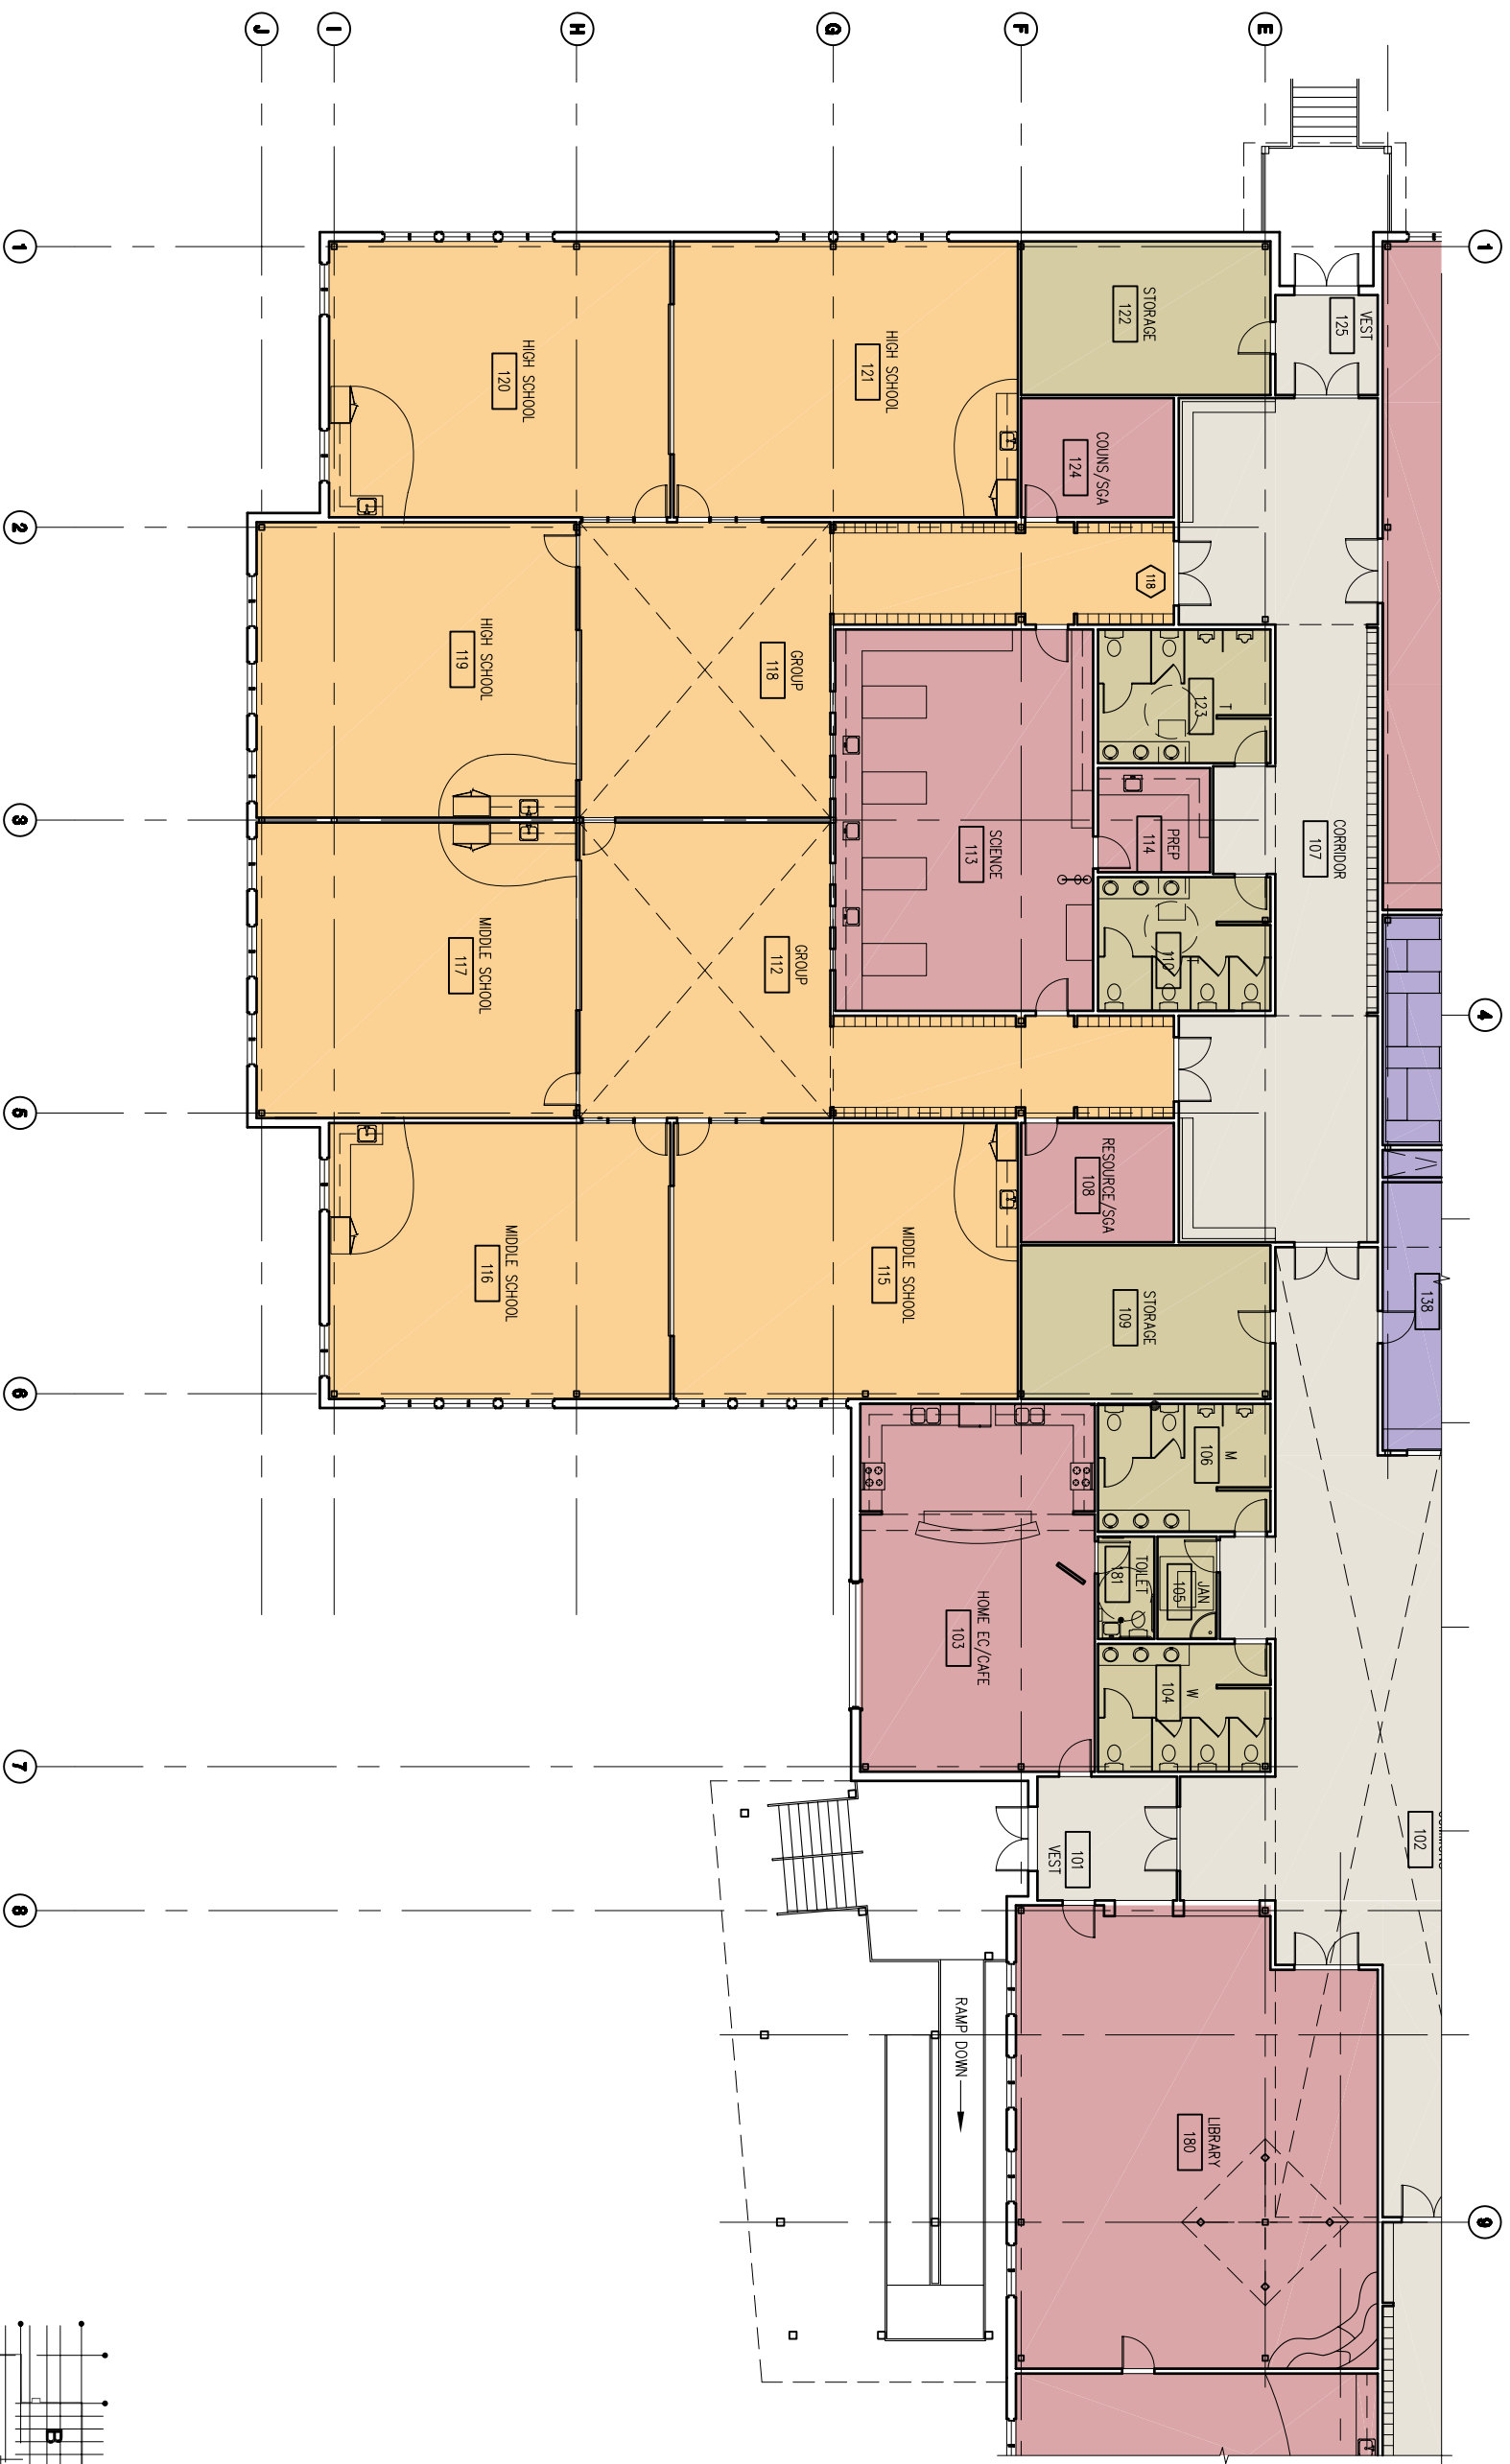 J
I
H
G
F
E
1
1
STORAGE
122
VEST
125
HIGH SCHOOL
120
HIGH SCHOOL
121
COUNS/SGA
124
2
118
HIGH SCHOOL
119
GROUP
118
T
123
3
SCIENCE
113
PREP
114
CORRIDOR
107
MIDDLE SCHOOL
117
GROUP
112
T
110
4
5
RESOURCE/SGA
108
MIDDLE SCHOOL
116
MIDDLE SCHOOL
115
STORAGE
109
138
6
M
106
HOME EC/CAFE
103
TOILET
181
JAN
105
W
104
7
101
VEST
102
8
RAMP DOWN
LIBRARY
180
9
B